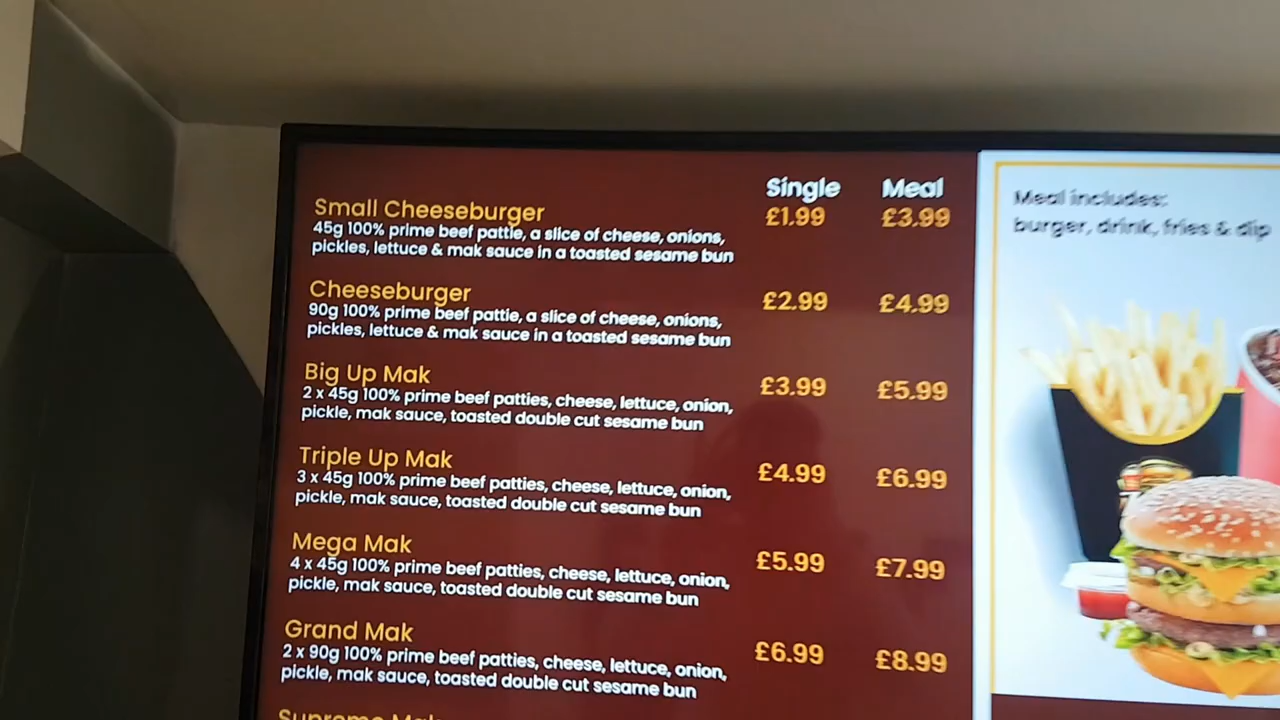 Single Meal
Small Cheeseburger £1.99 £3.99
45g 100% prime beef pattie, a slice of cheese, onions,
pickles, lettuce & mak sauce in a toasted sesame bun
Cheeseburger £2.99 £4.99
90g 100% prime beef pattie, a slice of cheese, onions,
pickles, lettuce & mak sauce in a toasted sesame bun
Big Up Mak £3.99 £5.99
2 x 45g 100% prime beef patties, cheese, lettuce, onion,
pickle, mak sauce, toasted double cut sesame bun
Triple Up Mak £4.99 £6.99
3 x 45g 100% prime beef patties, cheese, lettuce, onion,
pickle, mak sauce, toasted double cut sesame bun
Mega Mak £5.99 £7.99
4 x 45g 100% prime beef patties, cheese, lettuce, onion,
pickle, mak sauce, toasted double cut sesame bun
Grand Mak £6.99 £8.99
2 x 90g 100% prime beef patties, cheese, lettuce, onion,
pickle, mak sauce, toasted double cut sesame bun
Supreme Mak
Meal includes:
burger, drink, fries & dip